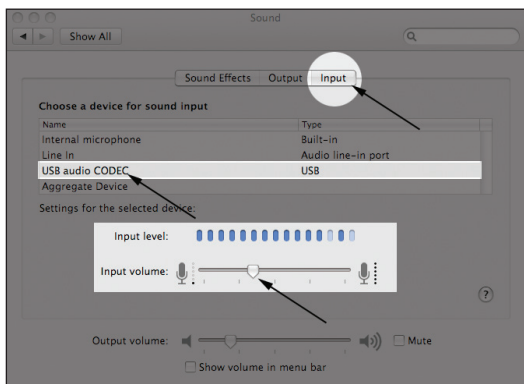 Sound
Show All
Sound Effects Output Input
Choose a device for sound input
Name Type
Internal microphone Built-in
Line In Audio line-in port
USB audio CODEC USB
Aggregate Device
Settings for the selected device:
Input level:
Input volume:
?
Output volume: Mute
Show volume in menu bar